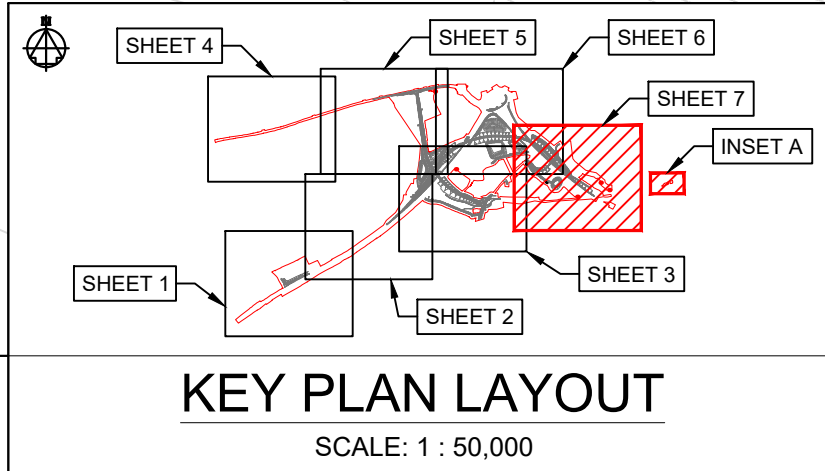 SHEET 4
SHEET 5
SHEET 6
SHEET 7
INSET A
SHEET 1
SHEET 2
SHEET 3
KEY PLAN LAYOUT
SCALE: 1 : 50,000